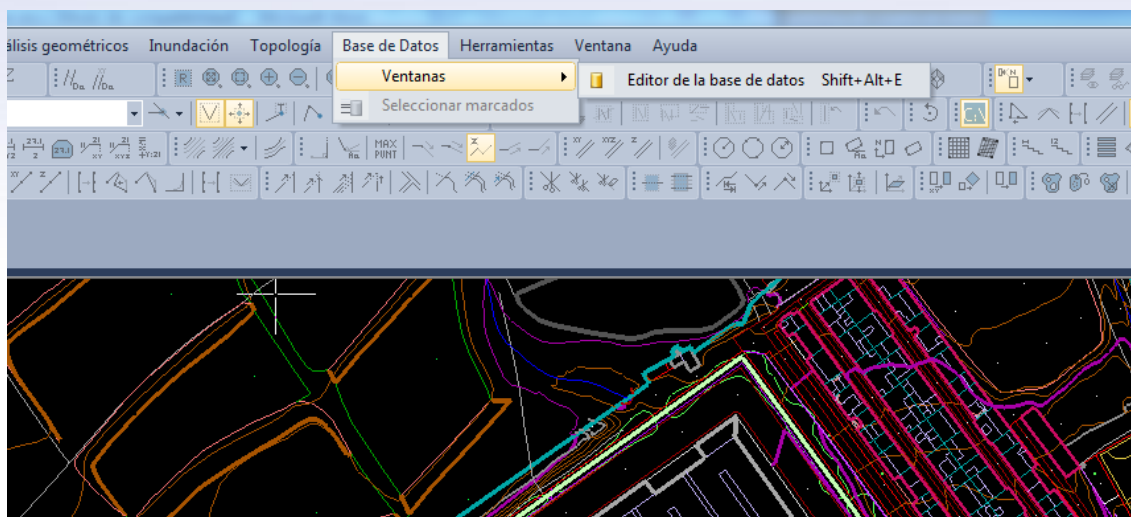 álisis geométricos Inundación Topología Base de Datos Herramientas Ventana Ayuda
Ventanas
Editor de la base de datos Shift+Alt+E
Seleccionar marcados
MAX
PUNT